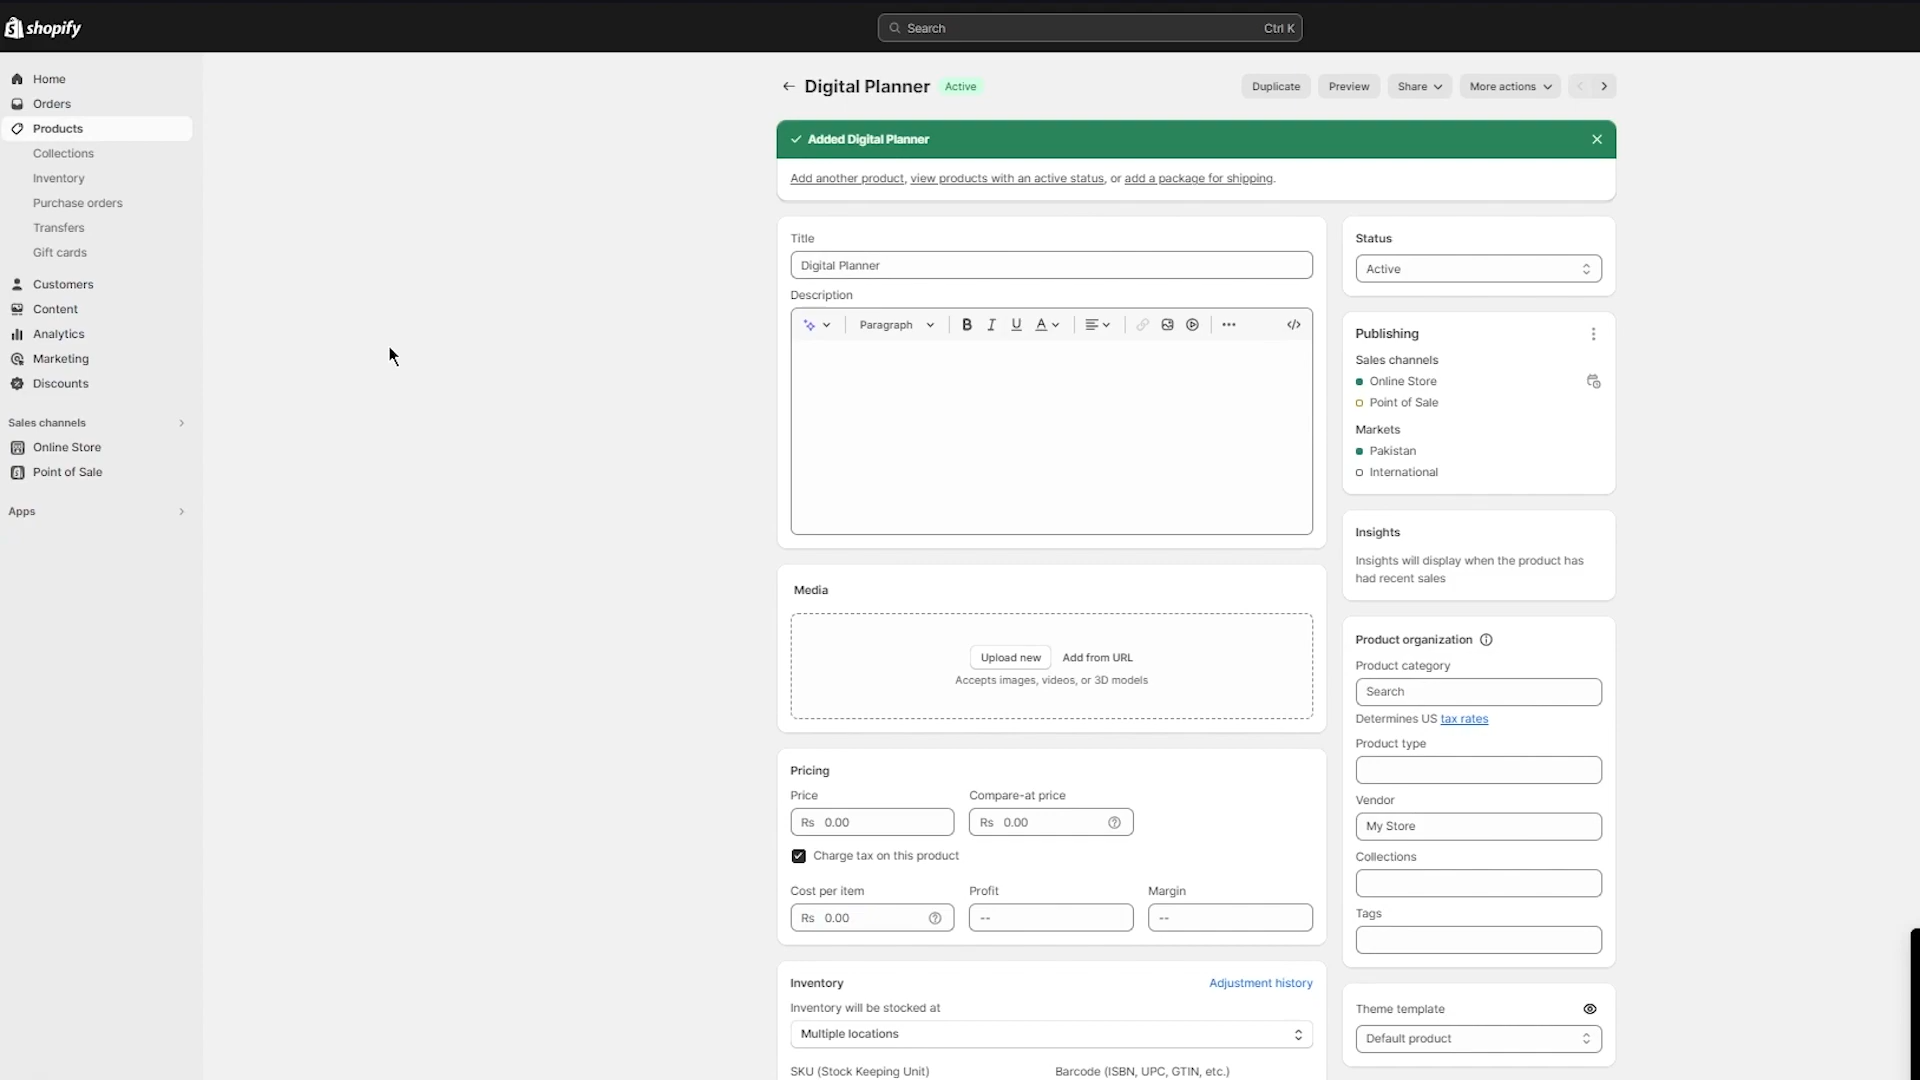 shopify
Search
Ctrl K
Home
Orders
Products
Collections
Inventory
Purchase orders
Transfers
Gift cards
Customers
Content
Analytics
Marketing
Discounts
Sales channels
Online Store
Point of Sale
Apps
Digital Planner Active
Duplicate
Preview
Share
More actions
Added Digital Planner
Add another product, view products with an active status, or add a package for shipping.
Title
Digital Planner
Description
Paragraph
Media
Upload new Add from URL
Accepts images, videos, or 3D models
Pricing
Price Compare-at price
Rs 0.00 Rs 0.00
Charge tax on this product
Cost per item Profit Margin
Rs 0.00 -- --
Inventory Adjustment history
Inventory will be stocked at
Multiple locations
SKU (Stock Keeping Unit) Barcode (ISBN, UPC, GTIN, etc.)
Status
Active
Publishing
Sales channels
Online Store
Point of Sale
Markets
Pakistan
International
Insights
Insights will display when the product has
had recent sales
Product organization
Product category
Search
Determines US tax rates
Product type
Vendor
My Store
Collections
Tags
Theme template
Default product